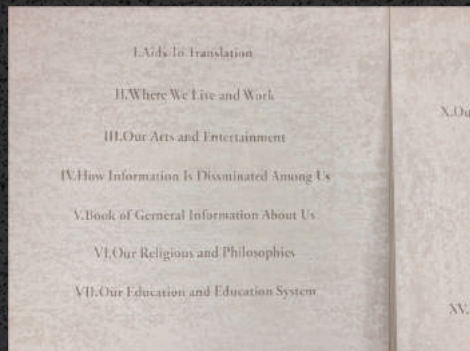 I.Aids To Translation
II.Where We Live and Work
III.Our Arts and Entertainment
IV.How Information Is Dissminated Among Us
V.Book of Gerneral Information About Us
VI.Our Religious and Philosophies
VII.Our Education and Education System
X.Ou
XV.